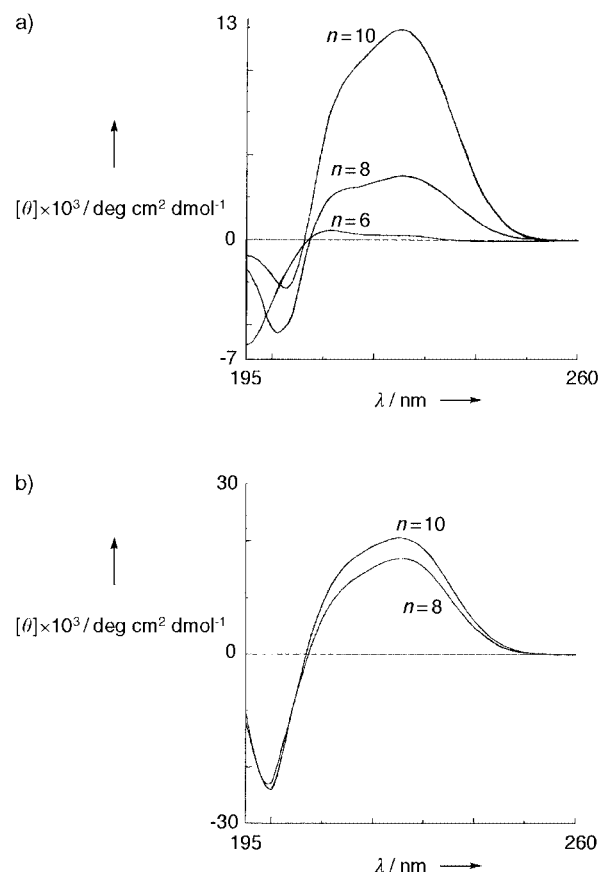 a)
13
n=10
n=8
[θ]×10³ / deg cm² dmol⁻¹
n=6
0
-7
195
260
λ / nm
b)
30
n=10
n=8
[θ]×10³ / deg cm² dmol⁻¹
0
-30
195
260
λ / nm